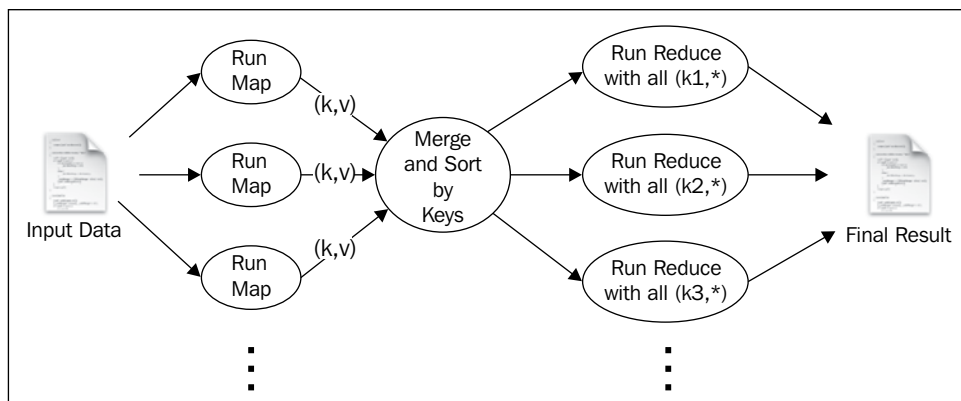 Input Data
Run
Map
Run
Map
Run
Map
(k,v)
(k,v)
(k,v)
Merge
and Sort
by
Keys
Run Reduce
with all (k1,*)
Run Reduce
with all (k2,*)
Run Reduce
with all (k3,*)
Final Result